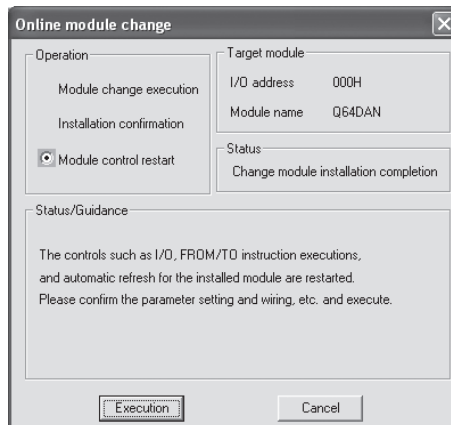 Online module change
Operation
Module change execution
Installation confirmation
Module control restart
Target module
I/O address 000H
Module name Q64DAN
Status
Change module installation completion
Status/Guidance
The controls such as I/O, FROM/TO instruction executions,
and automatic refresh for the installed module are restarted.
Please confirm the parameter setting and wiring, etc. and execute.
Execution
Cancel